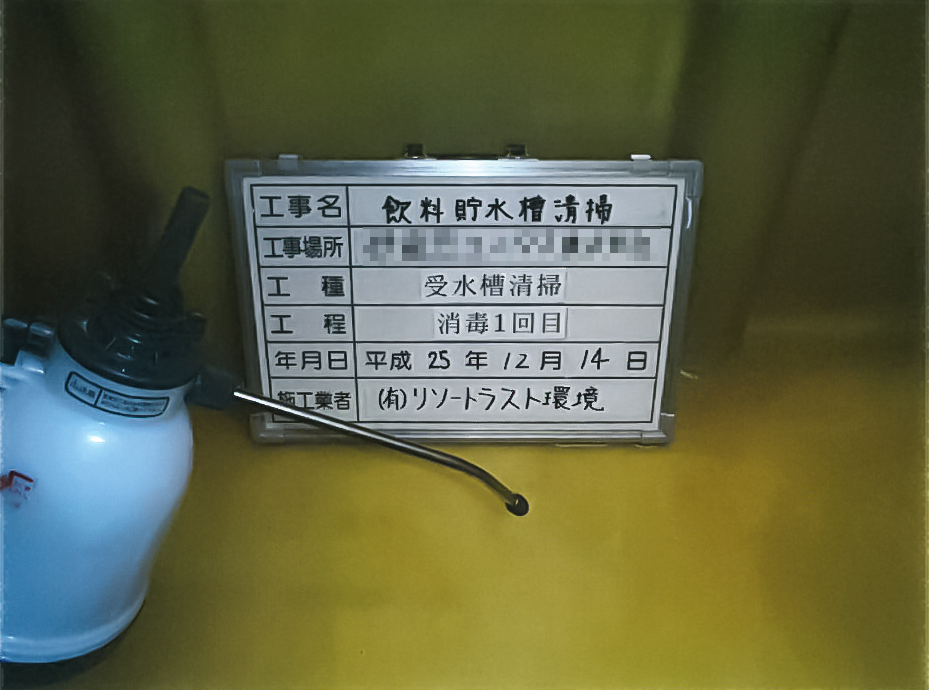 工事名 飲料貯水槽清掃
工事場所
工種 受水槽清掃
工程 消毒1回目
年月日 平成 25 年 12 月 14 日
施工業者 (有)リゾートラスト環境